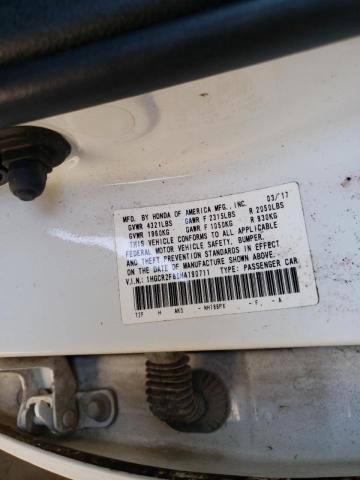 MFD. BY HONDA OF AMERICA MFG., INC. 03/17
GVWR 4321LBS GAWR F 2315LBS R 2050LBS
GVWR 1960KG GAWR F 1050KG R 930KG
THIS VEHICLE CONFORMS TO ALL APPLICABLE
FEDERAL MOTOR VEHICLE SAFETY, BUMPER,
AND THEFT PREVENTION STANDARDS IN EFFECT
ON THE DATE OF MANUFACTURE SHOWN ABOVE.
V.I.N.: TYPE: PASSENGER CAR
H AKS - NH788PX - F, - A